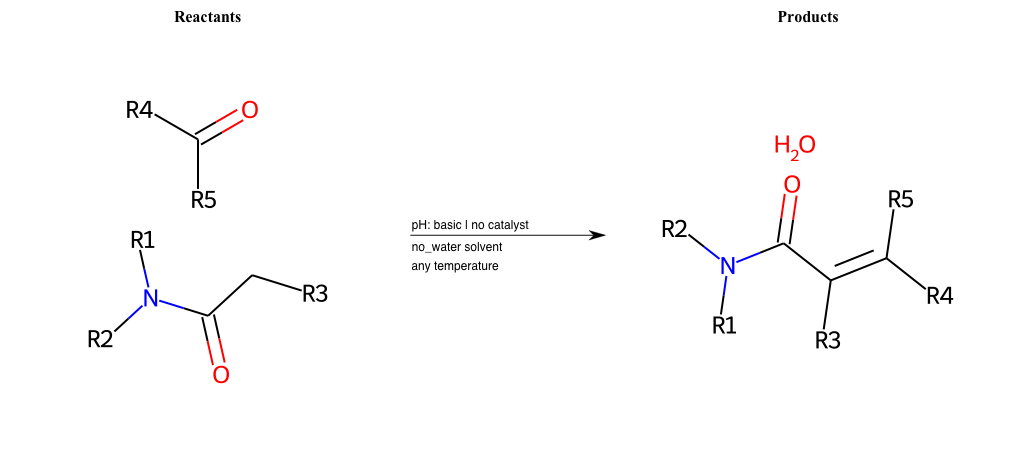 Reactants
Products
R4
O
R5
R1
N
R2
R3
O
pH: basic | no catalyst
no_water solvent
any temperature
H₂O
O
R5
R2
N
R4
R1
R3